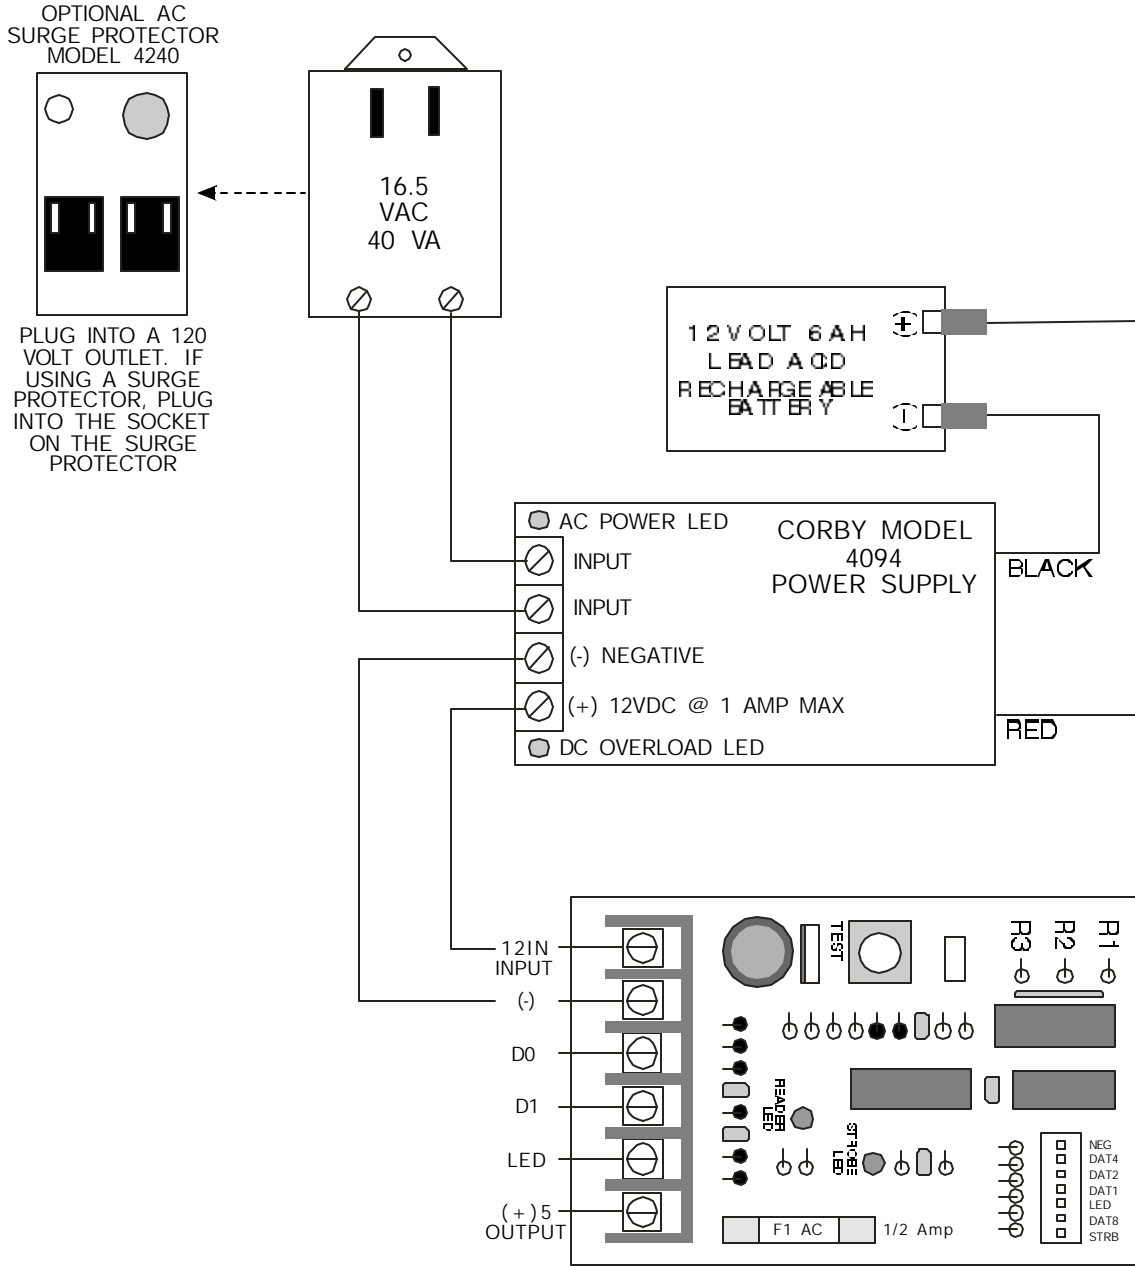 OPTIONAL AC
SURGE PROTECTOR
MODEL 4240
PLUG INTO A 120
VOLT OUTLET. IF
USING A SURGE
PROTECTOR, PLUG
INTO THE SOCKET
ON THE SURGE
PROTECTOR
16.5
VAC
40 VA
12VOLT 6AH
LEAD ACID
RECHARGEABLE
BATTERY
(+)
(-)
AC POWER LED
INPUT
INPUT
(-) NEGATIVE
(+) 12VDC @ 1 AMP MAX
DC OVERLOAD LED
CORBY MODEL
4094
POWER SUPPLY
BLACK
RED
12IN
INPUT
(-)
D0
D1
LED
(+)5
OUTPUT
TEST
R3
R2
R1
READER
LED
STROBE
LED
F1 AC
1/2 Amp
NEG
DAT4
DAT2
DAT1
LED
DAT8
STRB